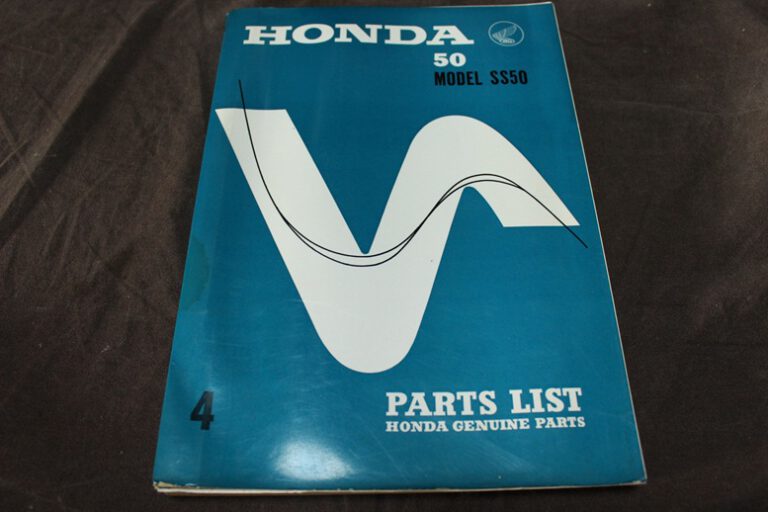 HONDA
50
MODEL SS50
4
PARTS LIST
HONDA GENUINE PARTS